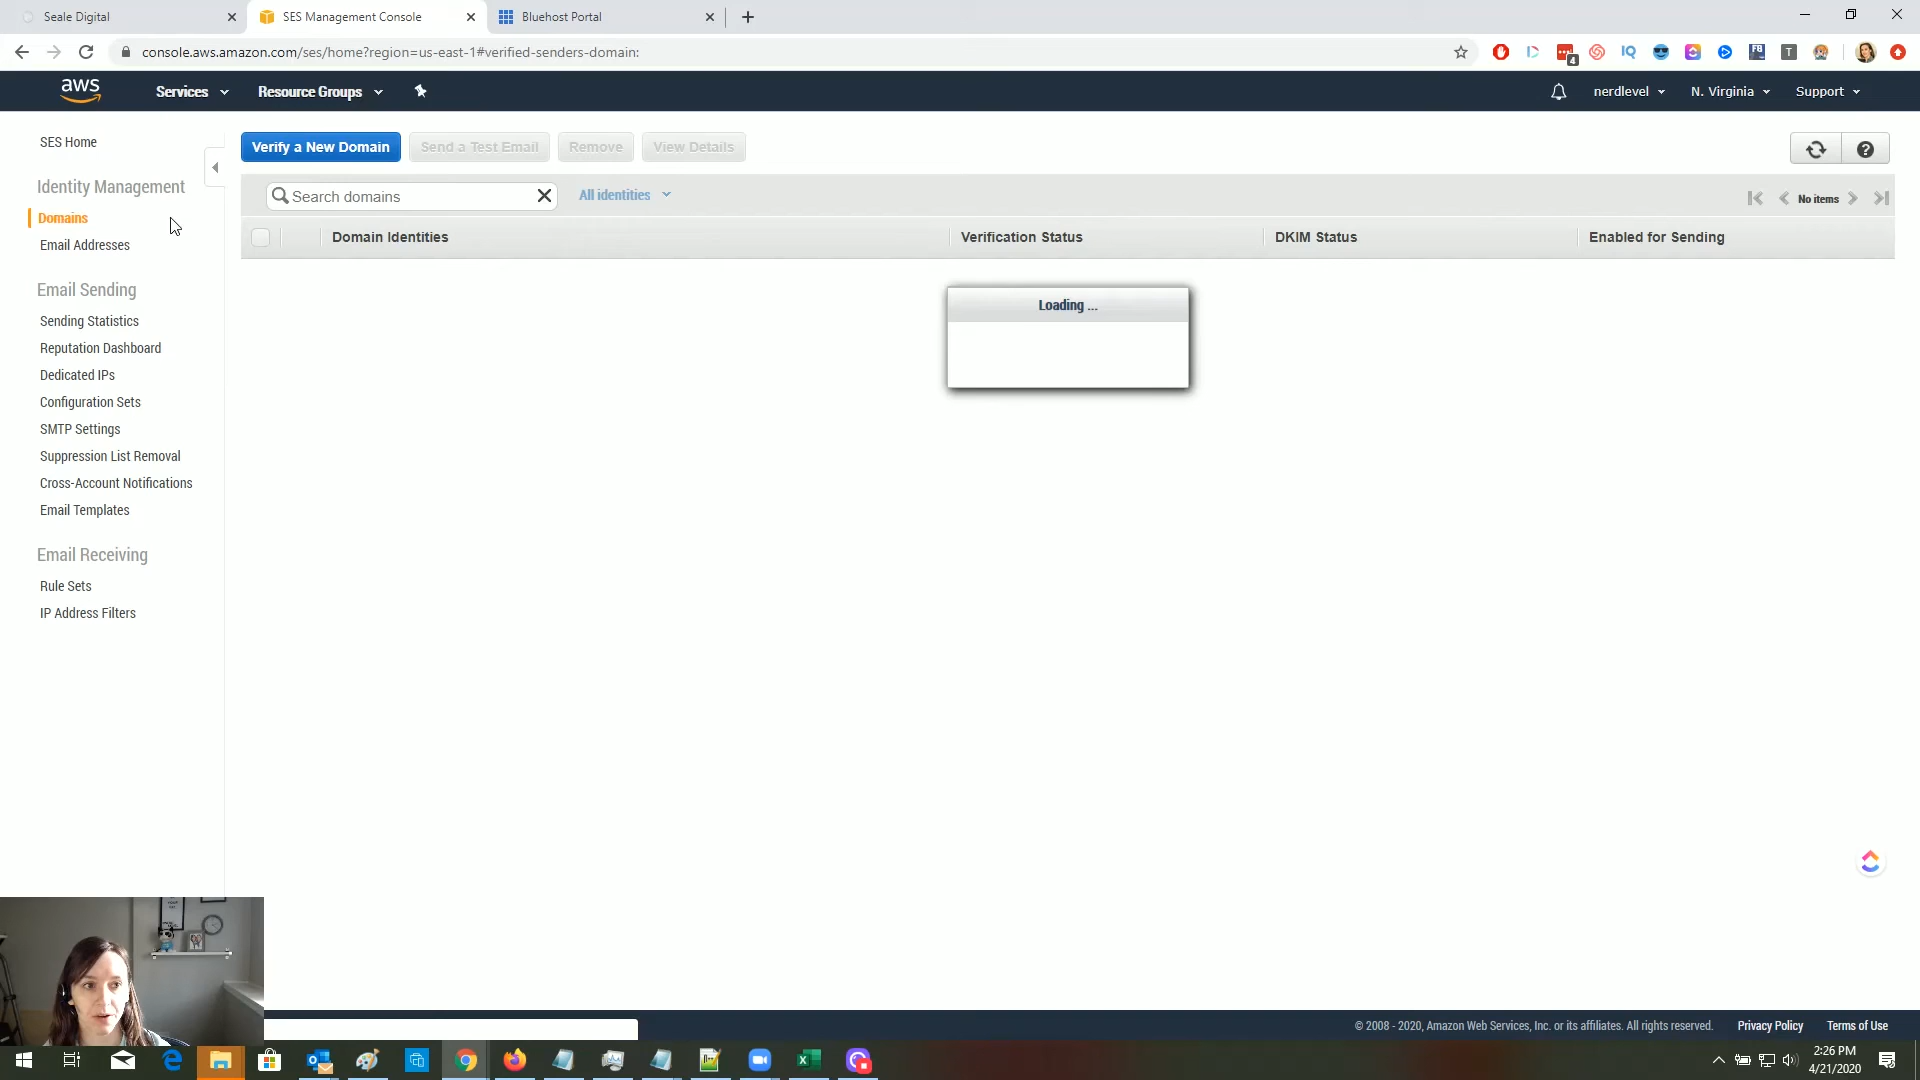 Seale Digital
SES Management Console
Bluehost Portal
console.aws.amazon.com/ses/home?region=us-east-1#verified-senders-domain:
4
FB
IQ
T
aws
Services
Resource Groups
nerdlevel
N. Virginia
Support
SES Home
Identity Management
Domains
Email Addresses
Email Sending
Sending Statistics
Reputation Dashboard
Dedicated IPs
Configuration Sets
SMTP Settings
Suppression List Removal
Cross-Account Notifications
Email Templates
Email Receiving
Rule Sets
IP Address Filters
Verify a New Domain
Send a Test Email
Remove
View Details
Search domains
All identities
No items
Domain Identities
Verification Status
DKIM Status
Enabled for Sending
Loading ...
© 2008 - 2020, Amazon Web Services, Inc. or its affiliates. All rights reserved.
Privacy Policy
Terms of Use
2:26 PM
4/21/2020